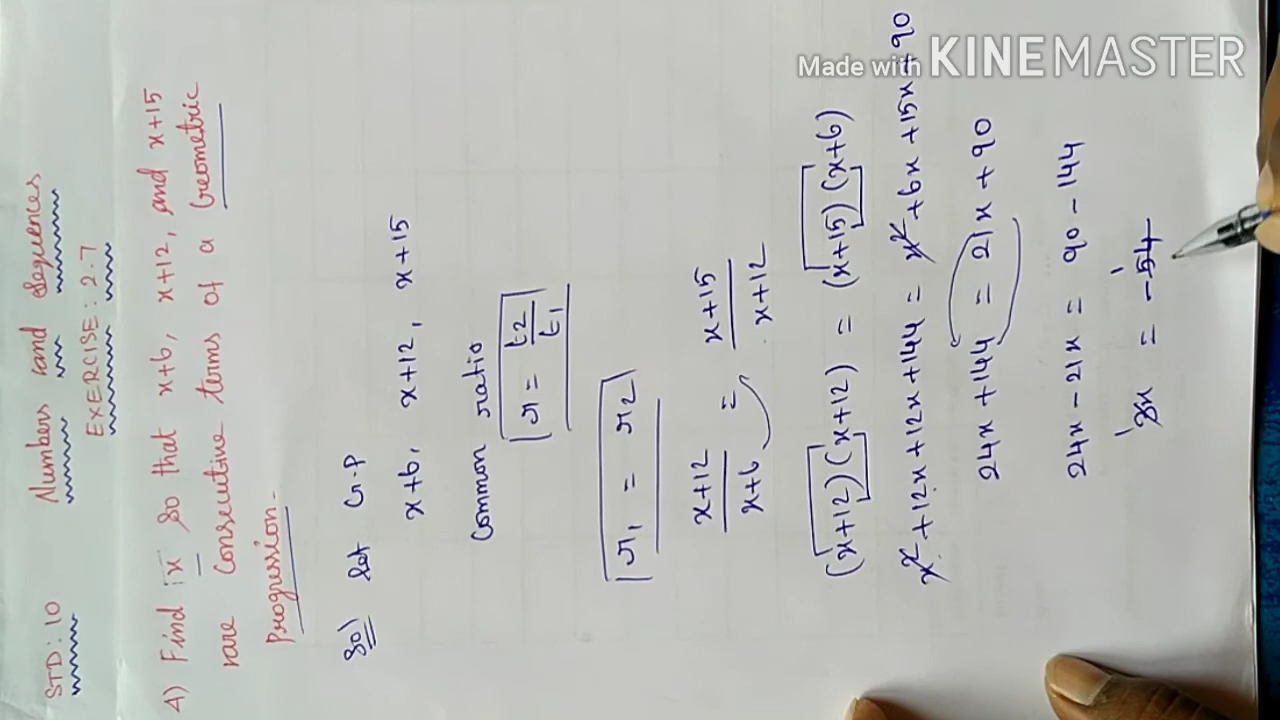 STD: 10 Numbers and Sequences
EXERCISE: 2.7
4) Find 'x' so that x+6, x+12, and x+15
are consecutive terms of a Geometric
Progression.
Sol let G.P
x+6, x+12, x+15
Common ratio
r = t2/t1
r1 = r2
x+12/x+6 = x+15/x+12
(x+12)(x+12) = (x+15)(x+6)
x²+12x+12x+144 = x²+6x+15x+90
24x+144 = 21x+90
24x-21x = 90-144
3x = -54
Made with KINEMASTER